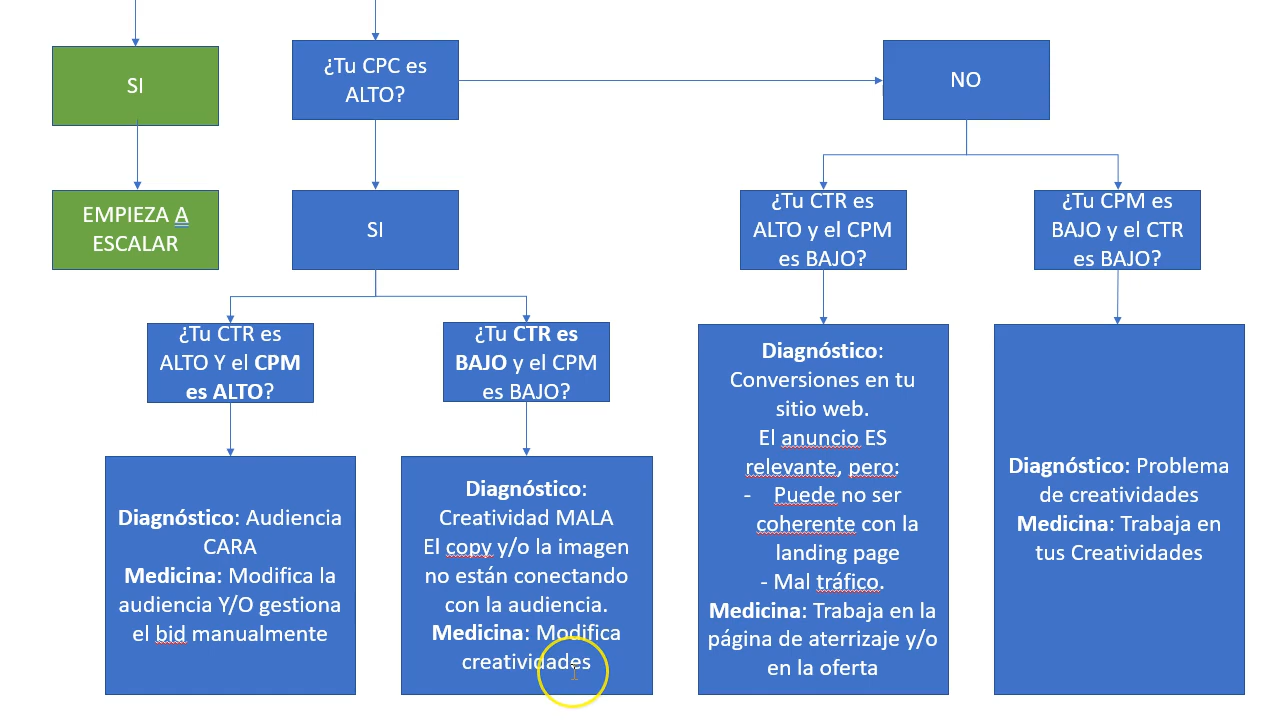 SI
¿Tu CPC es
ALTO?
NO
EMPIEZA A
ESCALAR
SI
¿Tu CTR es
ALTO y el CPM
es BAJO?
¿Tu CPM es
BAJO y el CTR
es BAJO?
¿Tu CTR es
ALTO Y el CPM
es ALTO?
¿Tu CTR es
BAJO y el CPM
es BAJO?
Diagnóstico: Audiencia
CARA
Medicina: Modifica la
audiencia Y/O gestiona
el bid manualmente
Diagnóstico:
Creatividad MALA
El copy y/o la imagen
no están conectando
con la audiencia.
Medicina: Modifica
creatividades
Diagnóstico:
Conversiones en tu
sitio web.
El anuncio ES
relevante, pero:
- Puede no ser
coherente con la
landing page
- Mal tráfico.
Medicina: Trabaja en la
página de aterrizaje y/o
en la oferta
Diagnóstico: Problema
de creatividades
Medicina: Trabaja en
tus Creatividades